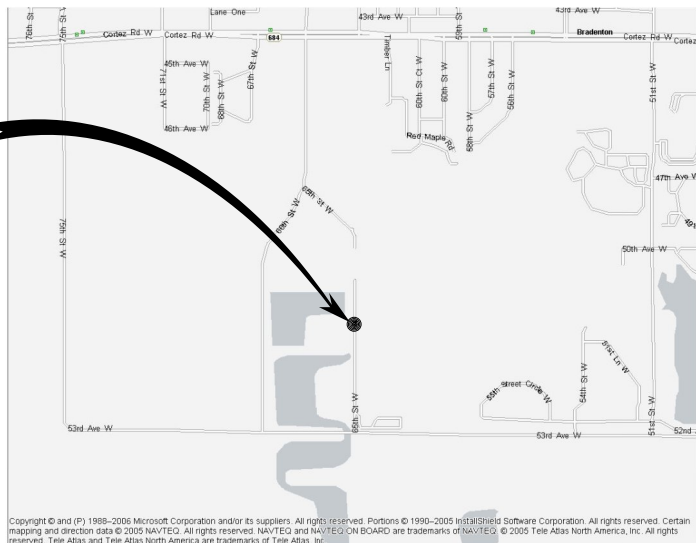 Lane One
43rd Ave W
43rd Ave W
76th St W
75th St W
59th St W
Cortez Rd W
Cortez Rd W
684
Bradenton
Cortez Rd W
Cortez
45th Ave W
71st St W
70th St W
68th St W
67th St W
46th Ave W
Timber Ln
60th St Ct W
60th St W
Red Maple Rd
58th St W
57th St W
56th St W
51st St W
47th Ave W
49t
50th Ave W
75th St W
66th St W
65th St W
65th St W
53rd Ave W
55th Street Circle W
54th St W
51st Ln W
51st St W
53rd Ave W
52nd
Copyright © and (P) 1988–2006 Microsoft Corporation and/or its suppliers. All rights reserved. Portions © 1990–2005 InstallShield Software Corporation. All rights reserved. Certain
mapping and direction data © 2005 NAVTEQ. All rights reserved. NAVTEQ and NAVTEQ ON BOARD are trademarks of NAVTEQ. © 2005 Tele Atlas North America, Inc. All rights
reserved. Tele Atlas and Tele Atlas North America are trademarks of Tele Atlas, Inc.